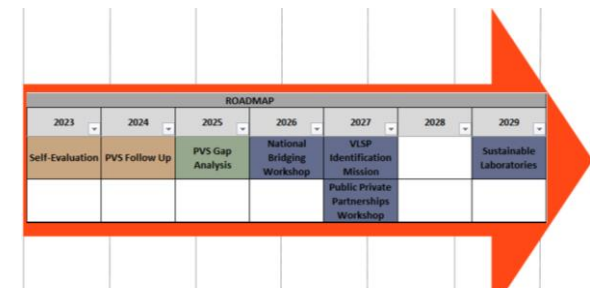 ROADMAP
2023 2024 2025 2026 2027 2028 2029
Self-Evaluation
PVS Follow Up
PVS Gap
Analysis
National
Bridging
Workshop
VLSP
Identification
Mission
Sustainable
Laboratories
Public Private
Partnerships
Workshop